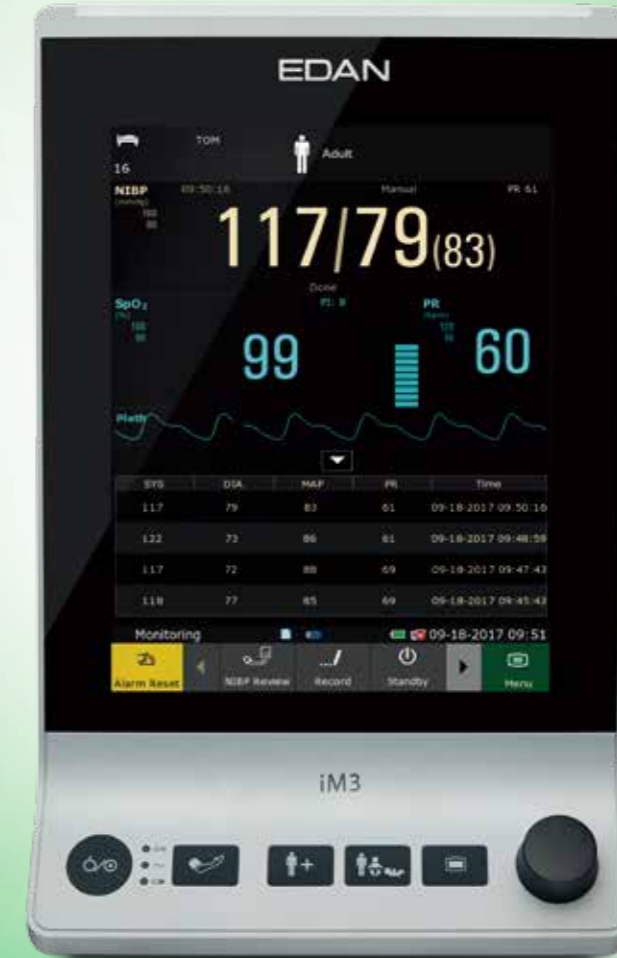 EDAN
TOM
Adult
16
NIBP 09:50:16 Manual PR 61
(mmHg)
117/79(83)
Done
SpO₂ PI: 8 PR
(%)
99
60
Pleth
SYS DIA MAP PR Time
117 79 83 61 09-18-2017 09:50:16
122 73 86 61 09-18-2017 09:48:59
117 72 88 69 09-18-2017 09:47:43
118 77 85 69 09-18-2017 09:45:43
Monitoring 09-18-2017 09:51
Alarm Reset NIBP Review Record Standby Menu
iM3